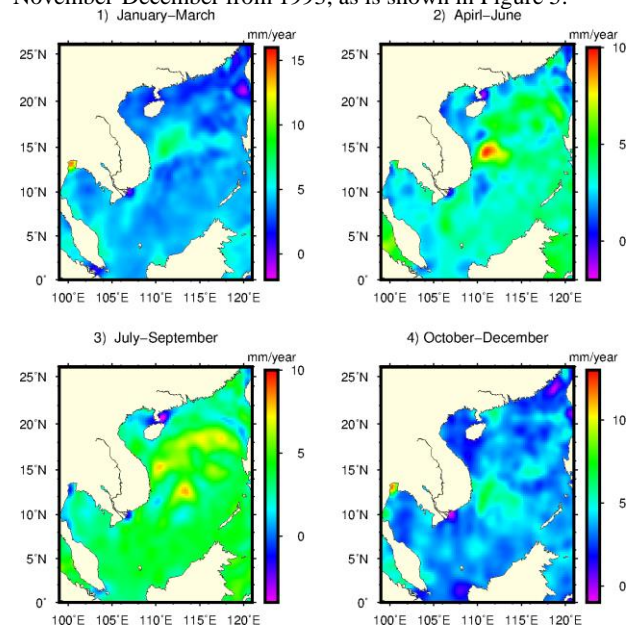 November-December from 1993, as is shown in Figure 5.
1) January−March
2) Apirl−June
mm/year
mm/year
25˚N
20˚N
15˚N
10˚N
5˚N
0˚
100˚E 105˚E 110˚E 115˚E 120˚E
15
10
5
0
25˚N
20˚N
15˚N
10˚N
5˚N
0˚
100˚E 105˚E 110˚E 115˚E 120˚E
10
5
0
3) July−September
4) October−December
mm/year
mm/year
25˚N
20˚N
15˚N
10˚N
5˚N
0˚
100˚E 105˚E 110˚E 115˚E 120˚E
10
5
0
25˚N
20˚N
15˚N
10˚N
5˚N
0˚
100˚E 105˚E 110˚E 115˚E 120˚E
10
5
0